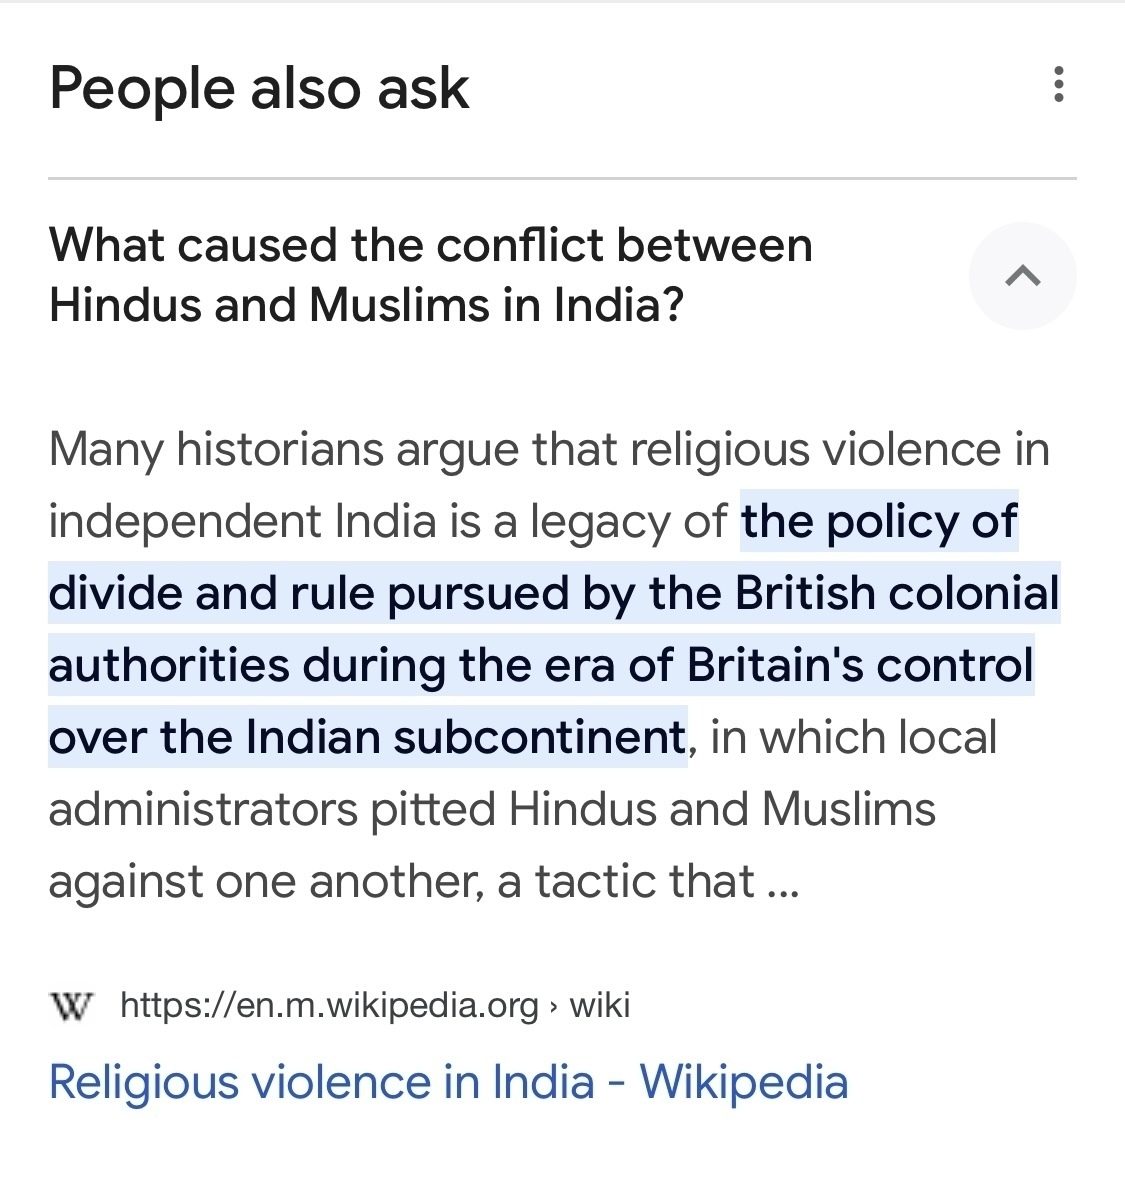 People also ask
What caused the conflict between
Hindus and Muslims in India?
Many historians argue that religious violence in
independent India is a legacy of the policy of
divide and rule pursued by the British colonial
authorities during the era of Britain's control
over the Indian subcontinent, in which local
administrators pitted Hindus and Muslims
against one another, a tactic that ...
W https://en.m.wikipedia.org › wiki
Religious violence in India - Wikipedia